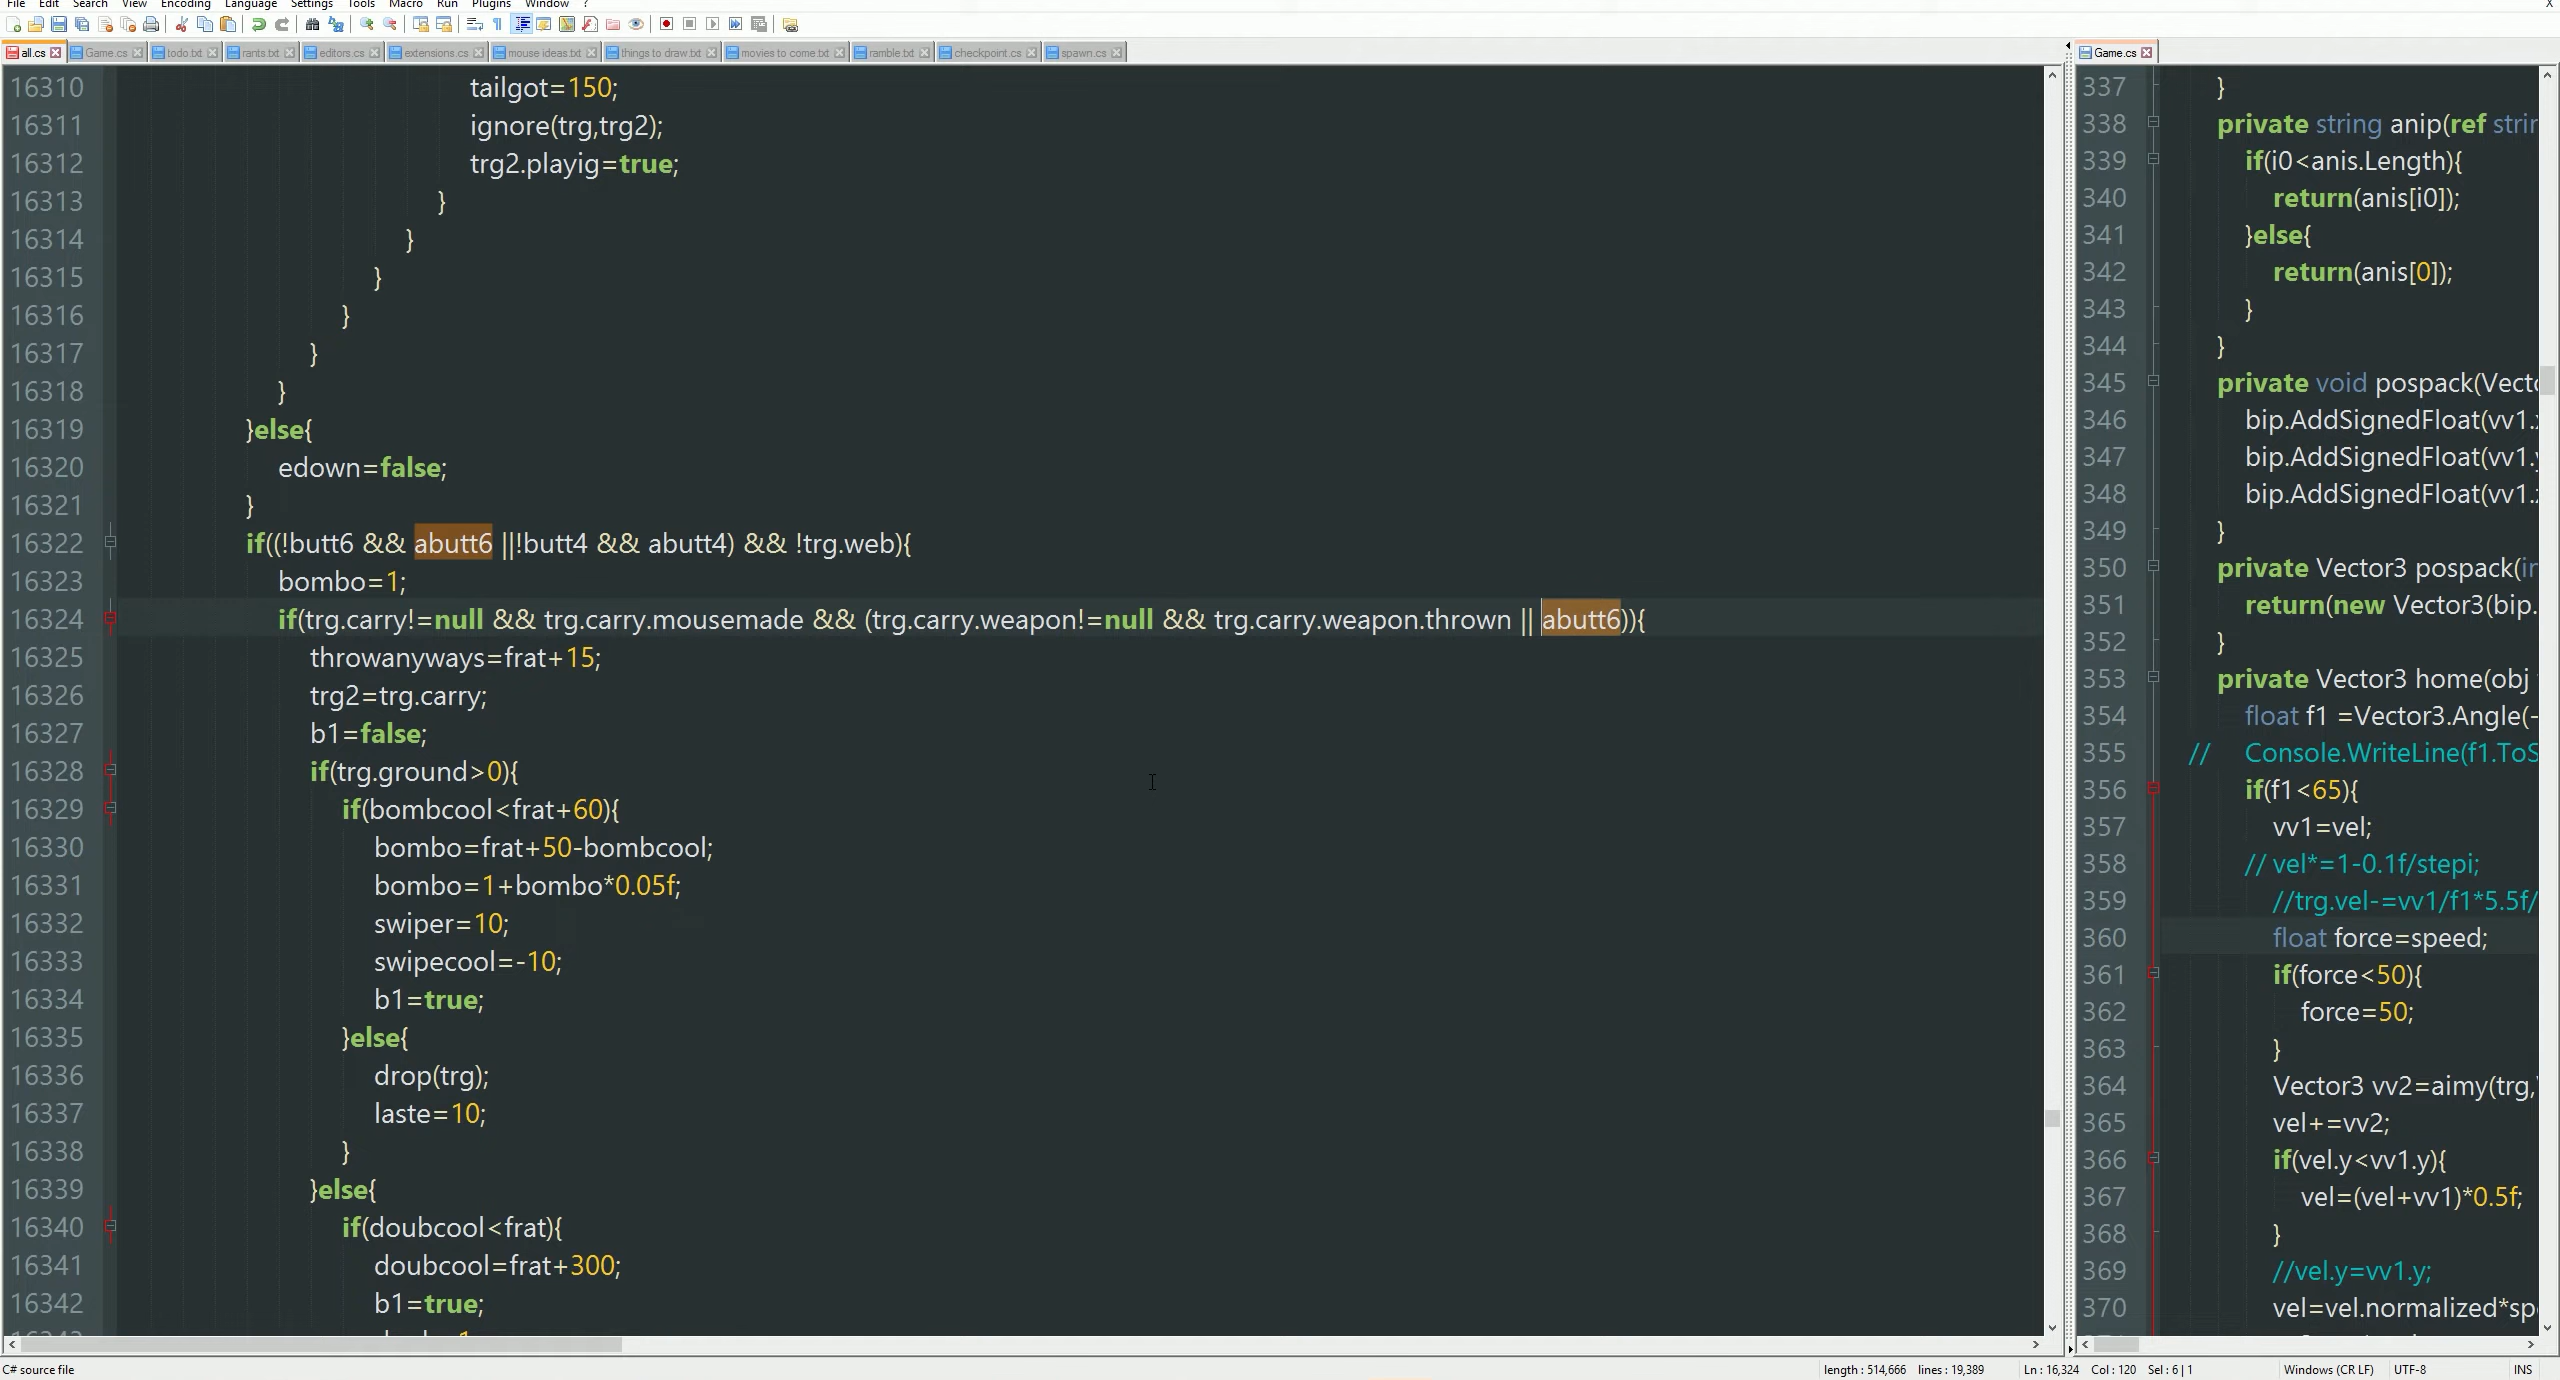 File Edit Search View Encoding Language Settings Tools Macro Run Plugins Window ? X
all.cs Game.cs todo.txt rants.txt editors.cs extensions.cs mouse ideas.txt things to draw.txt movies to come.txt ramble.txt checkpoint.cs spawn.cs
16310 tailgot=150;
16311 ignore(trg,trg2);
16312 trg2.playig=true;
16313 }
16314 }
16315 }
16316 }
16317 }
16318 }
16319 }else{
16320 edown=false;
16321 }
16322 if((!butt6 && abutt6 ||!butt4 && abutt4) && !trg.web){
16323 bombo=1;
16324 if(trg.carry!=null && trg.carry.mousemade && (trg.carry.weapon!=null && trg.carry.weapon.thrown || abutt6)){
16325 throwanyways=frat+15;
16326 trg2=trg.carry;
16327 b1=false;
16328 if(trg.ground>0){
16329 if(bombcool<frat+60){
16330 bombo=frat+50-bombcool;
16331 bombo=1+bombo*0.05f;
16332 swiper=10;
16333 swipecool=-10;
16334 b1=true;
16335 }else{
16336 drop(trg);
16337 laste=10;
16338 }
16339 }else{
16340 if(doubcool<frat){
16341 doubcool=frat+300;
16342 b1=true;
Game.cs
337 }
338 private string anip(ref strin
339 if(i0<anis.Length){
340 return(anis[i0]);
341 }else{
342 return(anis[0]);
343 }
344 }
345 private void pospack(Vecto
346 bip.AddSignedFloat(vv1.
347 bip.AddSignedFloat(vv1.
348 bip.AddSignedFloat(vv1.
349 }
350 private Vector3 pospack(in
351 return(new Vector3(bip.
352 }
353 private Vector3 home(obj
354 float f1 =Vector3.Angle(-
355 // Console.WriteLine(f1.ToS
356 if(f1<65){
357 vv1=vel;
358 // vel*=1-0.1f/stepi;
359 //trg.vel-=vv1/f1*5.5f/
360 float force=speed;
361 if(force<50){
362 force=50;
363 }
364 Vector3 vv2=aimy(trg,
365 vel+=vv2;
366 if(vel.y<vv1.y){
367 vel=(vel+vv1)*0.5f;
368 }
369 //vel.y=vv1.y;
370 vel=vel.normalized*sp
C# source file length : 514,666 lines : 19,389 Ln : 16,324 Col : 120 Sel : 6 | 1 Windows (CR LF) UTF-8 INS